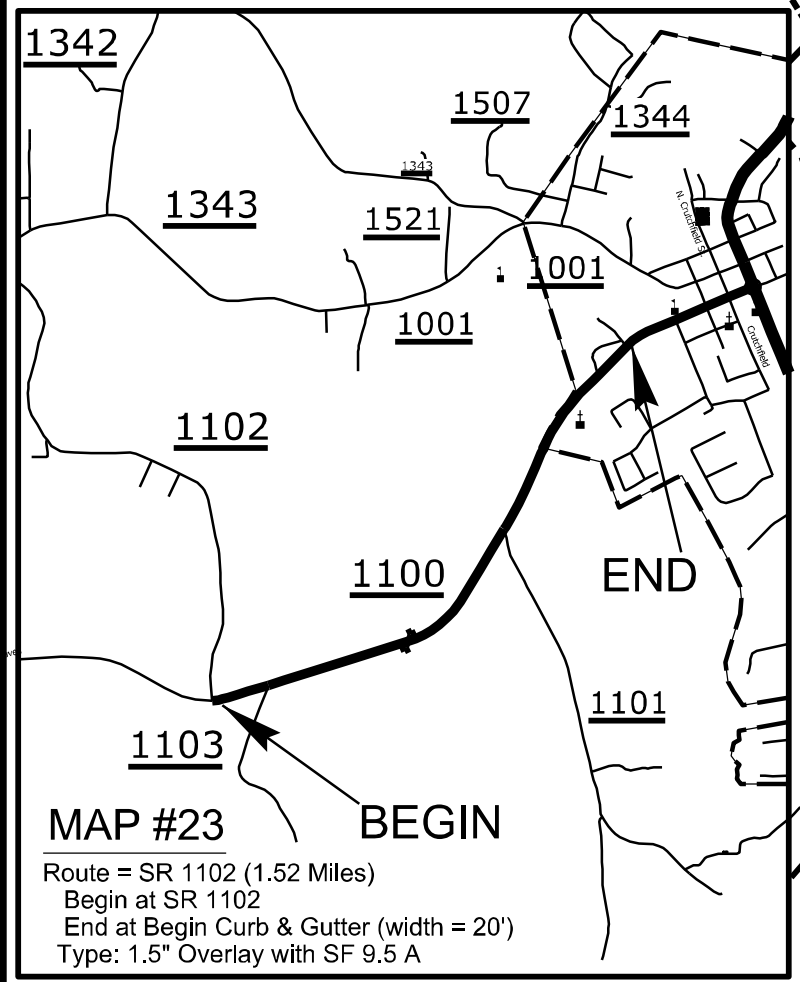 1342
1507
1344
1343
1343
N. Crutchfield St.
1521
1001
1001
Crutchfield
1102
1100
END
1101
1103
BEGIN
MAP #23
Route = SR 1102 (1.52 Miles)
Begin at SR 1102
End at Begin Curb & Gutter (width = 20')
Type: 1.5" Overlay with SF 9.5 A